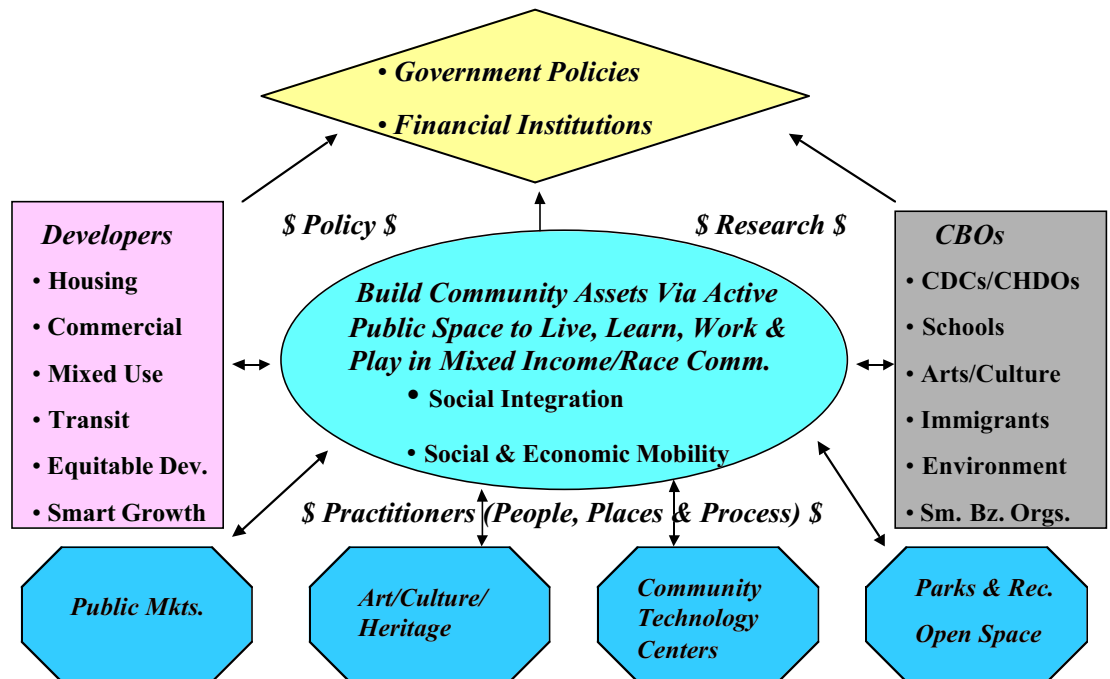 • Government Policies
• Financial Institutions
$ Policy $
$ Research $
Developers
• Housing
• Commercial
• Mixed Use
• Transit
• Equitable Dev.
• Smart Growth
Build Community Assets Via Active
Public Space to Live, Learn, Work &
Play in Mixed Income/Race Comm.
• Social Integration
• Social & Economic Mobility
CBOs
• CDCs/CHDOs
• Schools
• Arts/Culture
• Immigrants
• Environment
• Sm. Bz. Orgs.
$ Practitioners (People, Places & Process) $
Public Mkts.
Art/Culture/
Heritage
Community
Technology
Centers
Parks & Rec.
Open Space